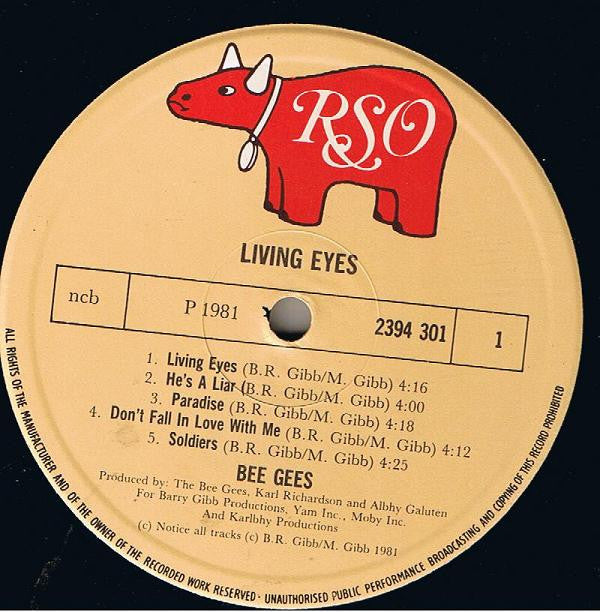 RSO
LIVING EYES
ncb
P 1981
2394 301
1
1. Living Eyes (B.R. Gibb/M. Gibb) 4:16
2. He's A Liar (B.R. Gibb/M. Gibb) 4:00
3. Paradise (B.R. Gibb/M. Gibb) 4:18
4. Don't Fall In Love With Me (B.R. Gibb/M. Gibb) 4:12
5. Soldiers (B.R. Gibb/M. Gibb) 4:25
BEE GEES
Produced by: The Bee Gees, Karl Richardson and Albhy Galuten
For Barry Gibb Productions, Yam Inc., Moby Inc.
And Karlbhy Productions
(c) Notice all tracks (c) B.R. Gibb/M. Gibb 1981
ALL RIGHTS OF THE MANUFACTURER AND OF THE OWNER OF THE RECORDED WORK RESERVED · UNAUTHORISED PUBLIC PERFORMANCE BROADCASTING AND COPYING OF THIS RECORD PROHIBITED